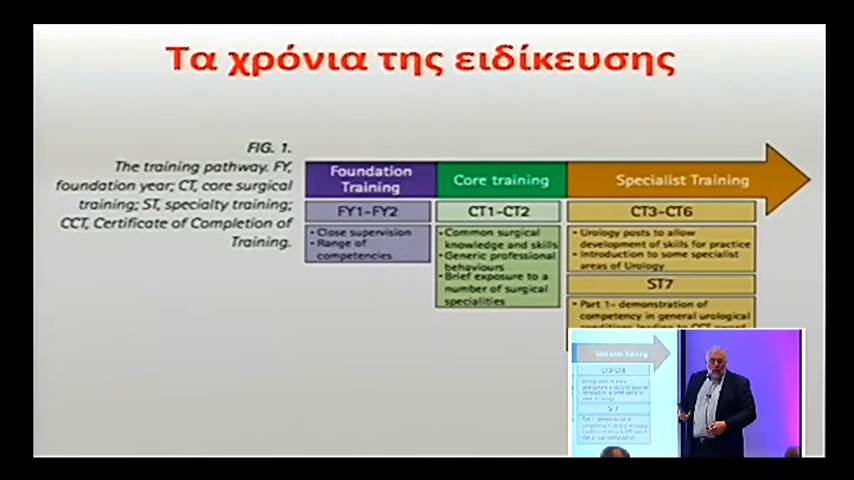 Τα χρόνια της ειδίκευσης
FIG. 1.
The training pathway. FY,
foundation year; CT, core surgical
training; ST, specialty training;
CCT, Certificate of Completion of
Training.
Foundation
Training
FY1-FY2
• Close supervision
• Range of
competencies
Core training
CT1-CT2
• Common surgical
knowledge and skills
• Generic professional
behaviours
• Brief exposure to a
number of surgical
specialities
Specialist Training
CT3-CT6
• Urology posts to allow
development of skills for practice
• Introduction to some specialist
areas of Urology
ST7
• Part 1- demonstration of
competency in general urological
Specialist Training